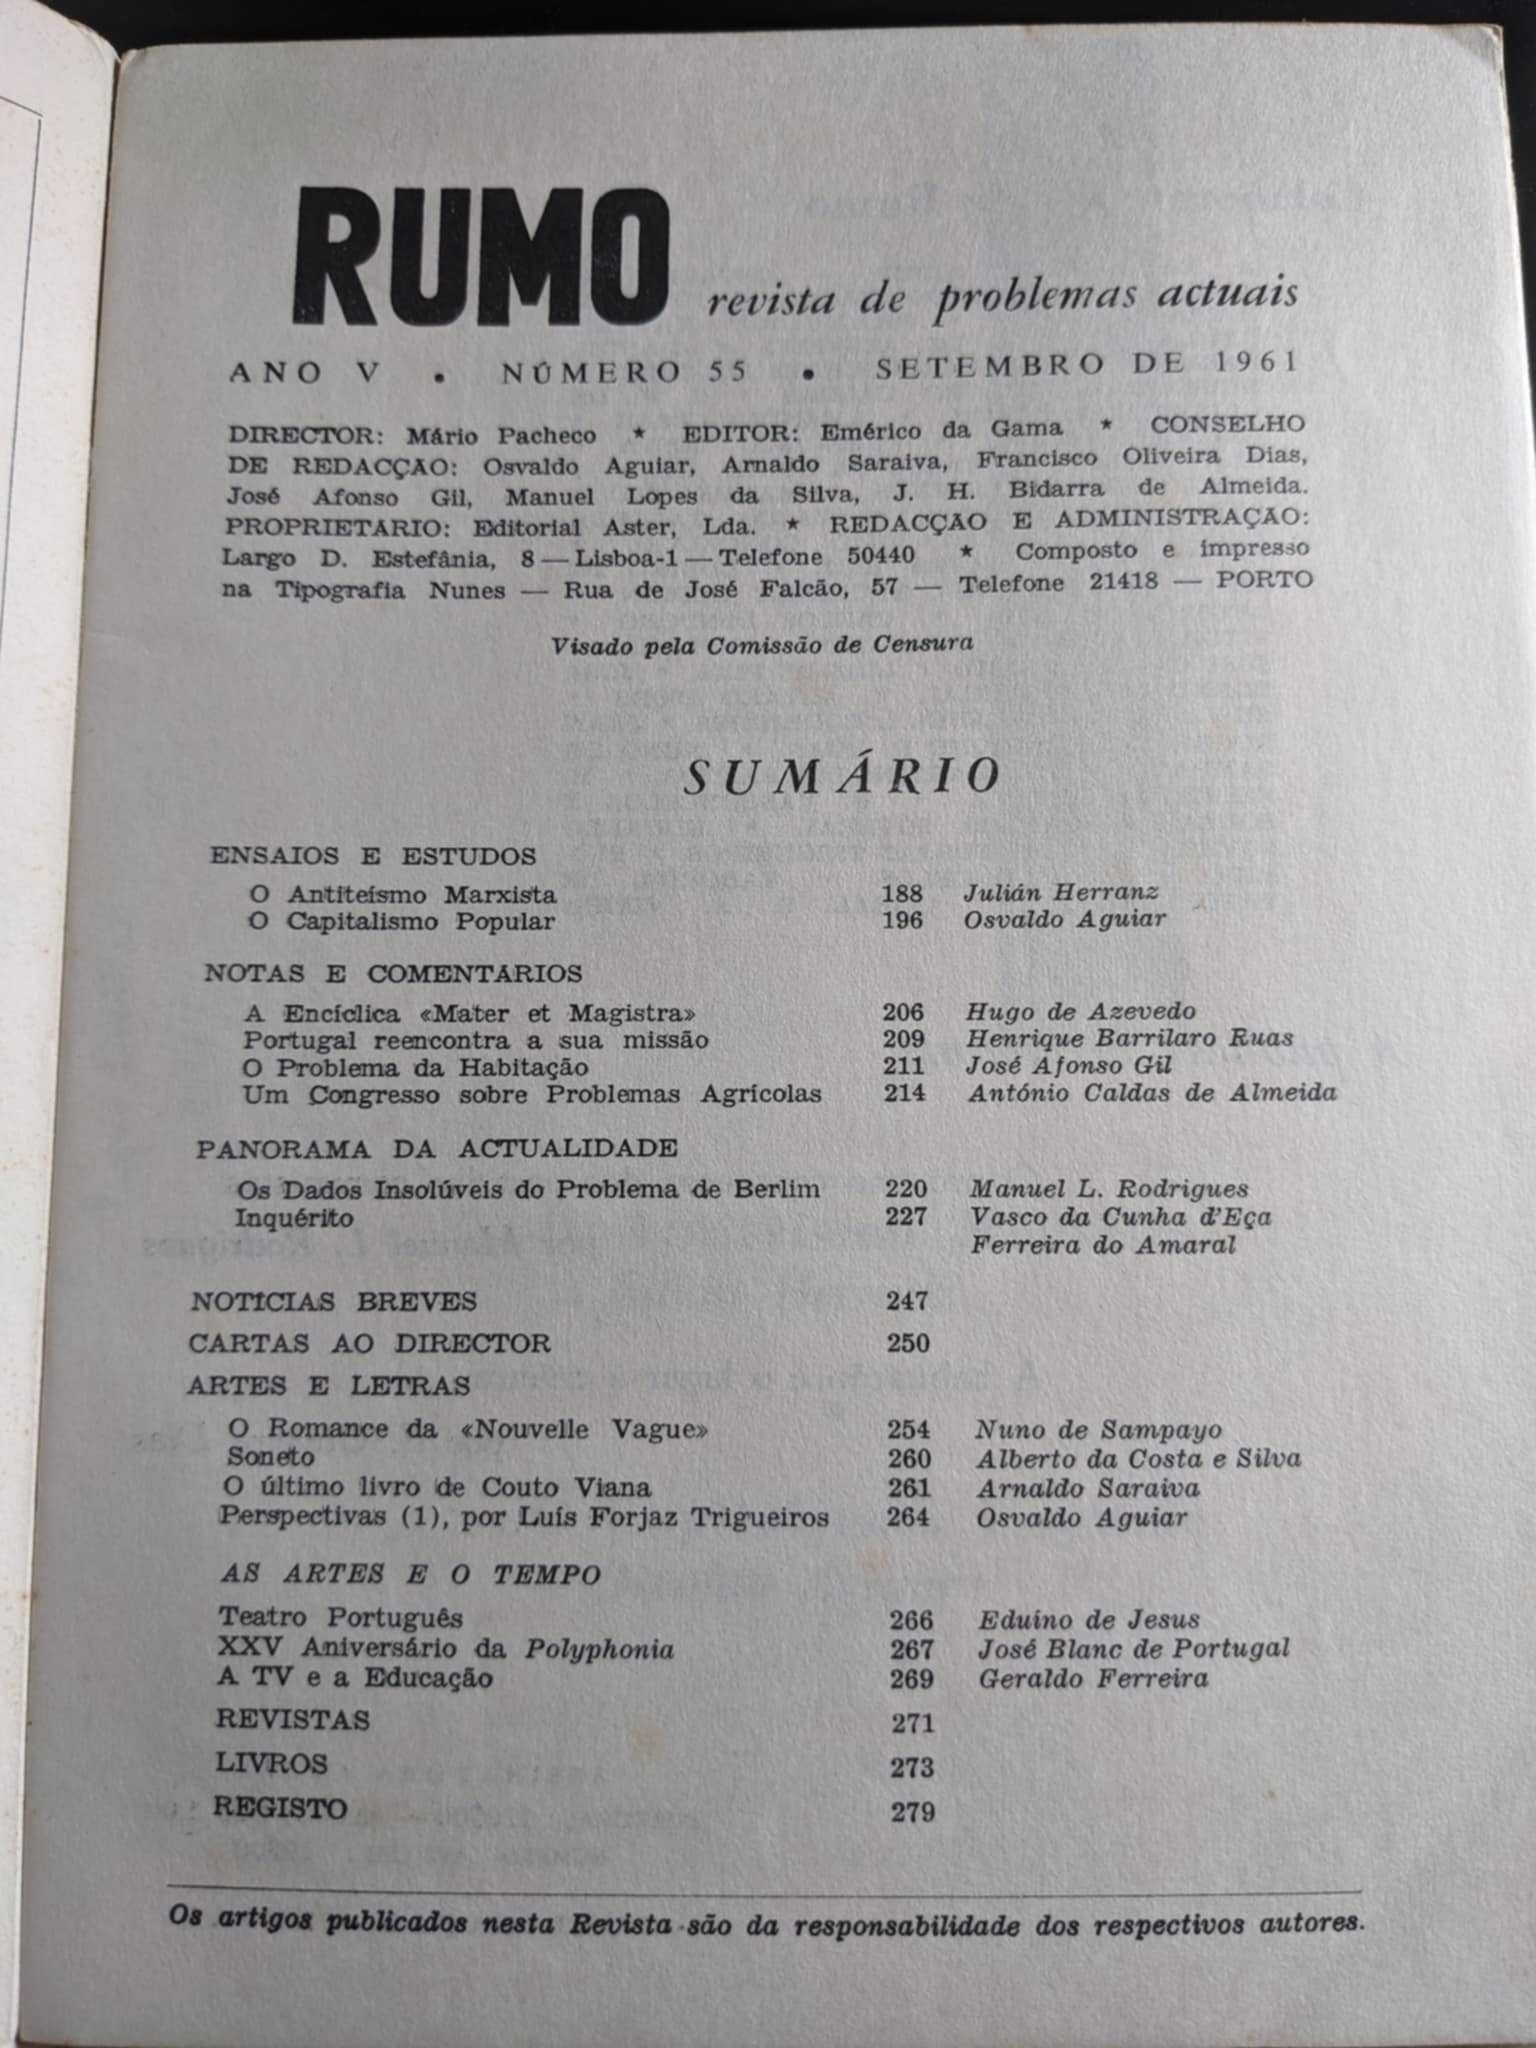 RUMO revista de problemas actuais
ANO V • NÚMERO 55 • SETEMBRO DE 1961
DIRECTOR: Mário Pacheco ★ EDITOR: Emérico da Gama ★ CONSELHO
DE REDACÇÃO: Osvaldo Aguiar, Arnaldo Saraiva, Francisco Oliveira Dias,
José Afonso Gil, Manuel Lopes da Silva, J. H. Bidarra de Almeida.
PROPRIETARIO: Editorial Aster, Lda. ★ REDACÇÃO E ADMINISTRAÇÃO:
Largo D. Estefânia, 8 — Lisboa-1 — Telefone 50440 ★ Composto e impresso
na Tipografia Nunes — Rua de José Falcão, 57 — Telefone 21418 — PORTO
Visado pela Comissão de Censura
SUMÁRIO
ENSAIOS E ESTUDOS
O Antiteísmo Marxista 188 Julián Herranz
O Capitalismo Popular 196 Osvaldo Aguiar
NOTAS E COMENTARIOS
A Encíclica «Mater et Magistra» 206 Hugo de Azevedo
Portugal reencontra a sua missão 209 Henrique Barrilaro Ruas
O Problema da Habitação 211 José Afonso Gil
Um Congresso sobre Problemas Agrícolas 214 António Caldas de Almeida
PANORAMA DA ACTUALIDADE
Os Dados Insolúveis do Problema de Berlim 220 Manuel L. Rodrigues
Inquérito 227 Vasco da Cunha d'Eça
Ferreira do Amaral
NOTICIAS BREVES 247
CARTAS AO DIRECTOR 250
ARTES E LETRAS
O Romance da «Nouvelle Vague» 254 Nuno de Sampayo
Soneto 260 Alberto da Costa e Silva
O último livro de Couto Viana 261 Arnaldo Saraiva
Perspectivas (1), por Luís Forjaz Trigueiros 264 Osvaldo Aguiar
AS ARTES E O TEMPO
Teatro Português 266 Eduíno de Jesus
XXV Aniversário da Polyphonia 267 José Blanc de Portugal
A TV e a Educação 269 Geraldo Ferreira
REVISTAS 271
LIVROS 273
REGISTO 279
Os artigos publicados nesta Revista são da responsabilidade dos respectivos autores.